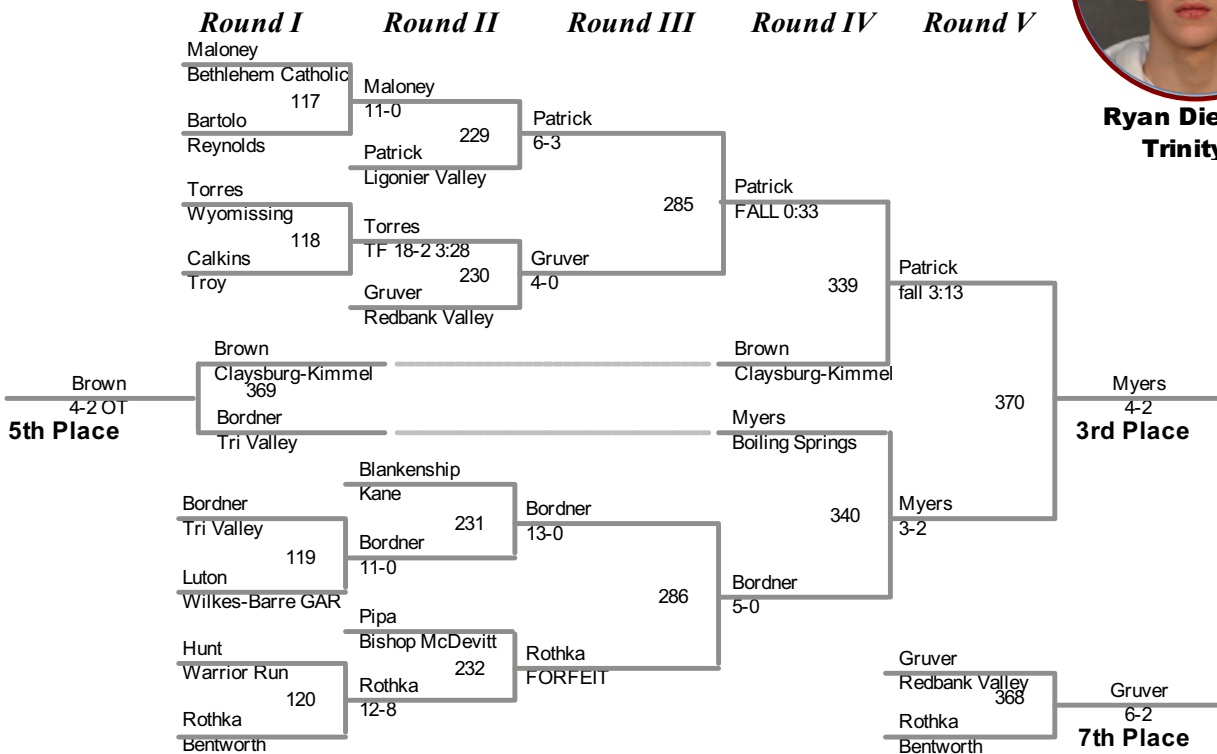 Round I Round II Round III Round IV Round V
Maloney
Bethlehem Catholic
117
Bartolo
Reynolds
Torres
Wyomissing
118
Calkins
Troy
Maloney
11-0
229
Patrick
Ligonier Valley
Torres
TF 18-2 3:28
230
Gruver
Redbank Valley
Patrick
6-3
285
Gruver
4-0
Patrick
FALL 0:33
339
Brown
Claysburg-Kimmel
Patrick
fall 3:13
370
Ryan Die
Trinity
Brown
Claysburg-Kimmel
369
Bordner
Tri Valley
Brown
4-2 OT
5th Place
Myers
Boiling Springs
340
Myers
3-2
Myers
4-2
3rd Place
Bordner
Tri Valley
119
Luton
Wilkes-Barre GAR
Hunt
Warrior Run
120
Rothka
Bentworth
Blankenship
Kane
231
Bordner
11-0
Pipa
Bishop McDevitt
232
Rothka
12-8
Bordner
13-0
286
Rothka
FORFEIT
Bordner
5-0
Gruver
Redbank Valley
368
Rothka
Bentworth
Gruver
6-2
7th Place